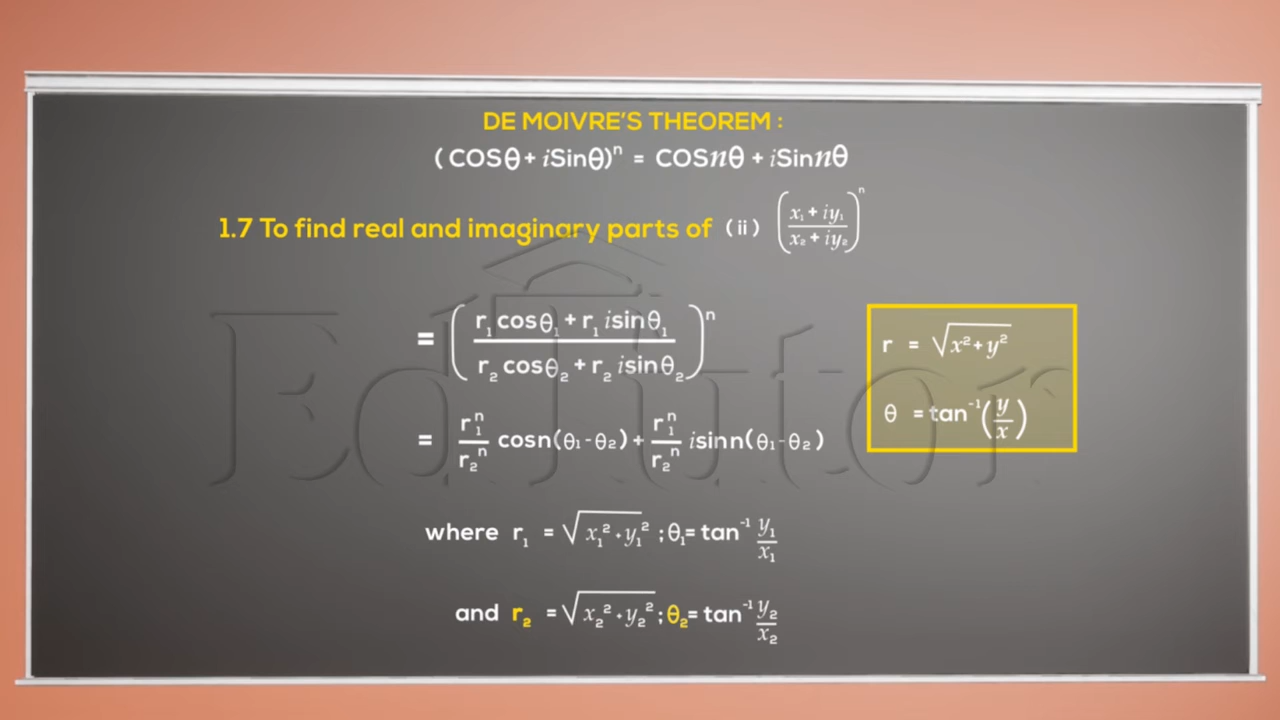 DE MOIVRE'S THEOREM :
(COSθ + iSinθ)ⁿ = COSnθ + iSinnθ
1.7 To find real and imaginary parts of (ii) ((x₁ + iy₁)/(x₂ + iy₂))ⁿ
= ((r₁ cosθ₁ + r₁ isinθ₁)/(r₂ cosθ₂ + r₂ isinθ₂))ⁿ
r = √(x² + y²)
θ = tan⁻¹(y/x)
= r₁ⁿ/r₂ⁿ cosn(θ₁ - θ₂) + r₁ⁿ/r₂ⁿ isinn(θ₁ - θ₂)
where r₁ = √(x₁² + y₁²) ; θ₁ = tan⁻¹ y₁/x₁
and r₂ = √(x₂² + y₂²) ; θ₂ = tan⁻¹ y₂/x₂
EdTutor